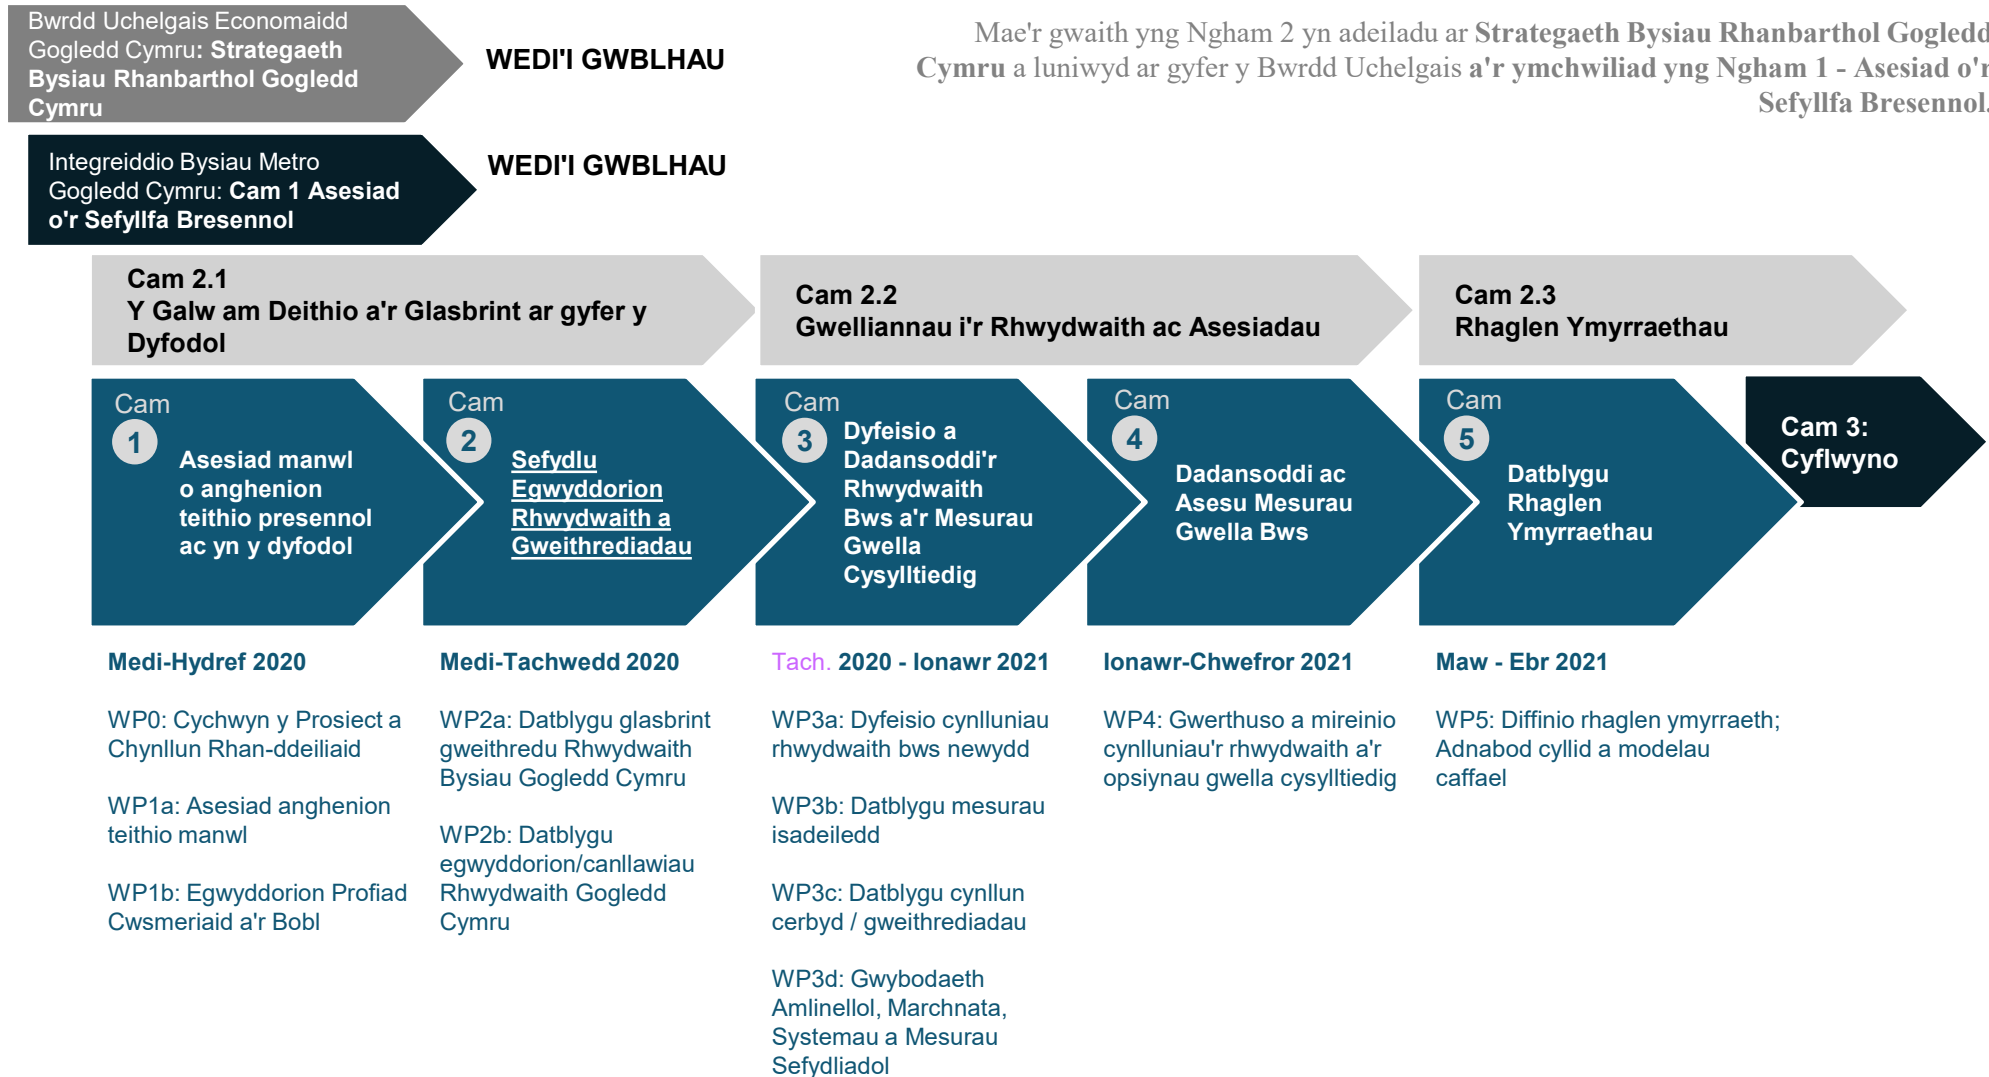 Bwrdd Uchelgais Economaidd
Gogledd Cymru: Strategaeth
Bysiau Rhanbarthol Gogledd
Cymru
WEDI'I GWBLHAU
Mae'r gwaith yng Ngham 2 yn adeiladu ar Strategaeth Bysiau Rhanbarthol Gogledd
Cymru a luniwyd ar gyfer y Bwrdd Uchelgais a'r ymchwiliad yng Ngham 1 - Asesiad o'r
Sefyllfa Bresennol.
Integreiddio Bysiau Metro
Gogledd Cymru: Cam 1 Asesiad
o'r Sefyllfa Bresennol
WEDI'I GWBLHAU
Cam 2.1
Y Galw am Deithio a'r Glasbrint ar gyfer y
Dyfodol
Cam 2.2
Gwelliannau i'r Rhwydwaith ac Asesiadau
Cam 2.3
Rhaglen Ymyrraethau
Cam
1
Asesiad manwl
o anghenion
teithio presennol
ac yn y dyfodol
Cam
2
Sefydlu
Egwyddorion
Rhwydwaith a
Gweithrediadau
Cam
3
Dyfeisio a
Dadansoddi'r
Rhwydwaith
Bws a'r Mesurau
Gwella
Cysylltiedig
Cam
4
Dadansoddi ac
Asesu Mesurau
Gwella Bws
Cam
5
Datblygu
Rhaglen
Ymyrraethau
Cam 3:
Cyflwyno
Medi-Hydref 2020
WP0: Cychwyn y Prosiect a
Chynllun Rhan-ddeiliaid
WP1a: Asesiad anghenion
teithio manwl
WP1b: Egwyddorion Profiad
Cwsmeriaid a'r Bobl
Medi-Tachwedd 2020
WP2a: Datblygu glasbrint
gweithredu Rhwydwaith
Bysiau Gogledd Cymru
WP2b: Datblygu
egwyddorion/canllawiau
Rhwydwaith Gogledd
Cymru
Tach. 2020 - Ionawr 2021
WP3a: Dyfeisio cynlluniau
rhwydwaith bws newydd
WP3b: Datblygu mesurau
isadeiledd
WP3c: Datblygu cynllun
cerbyd / gweithrediadau
WP3d: Gwybodaeth
Amlinellol, Marchnata,
Systemau a Mesurau
Sefydliadol
Ionawr-Chwefror 2021
WP4: Gwerthuso a mireinio
cynlluniau'r rhwydwaith a'r
opsiynau gwella cysylltiedig
Maw - Ebr 2021
WP5: Diffinio rhaglen ymyrraeth;
Adnabod cyllid a modelau
caffael